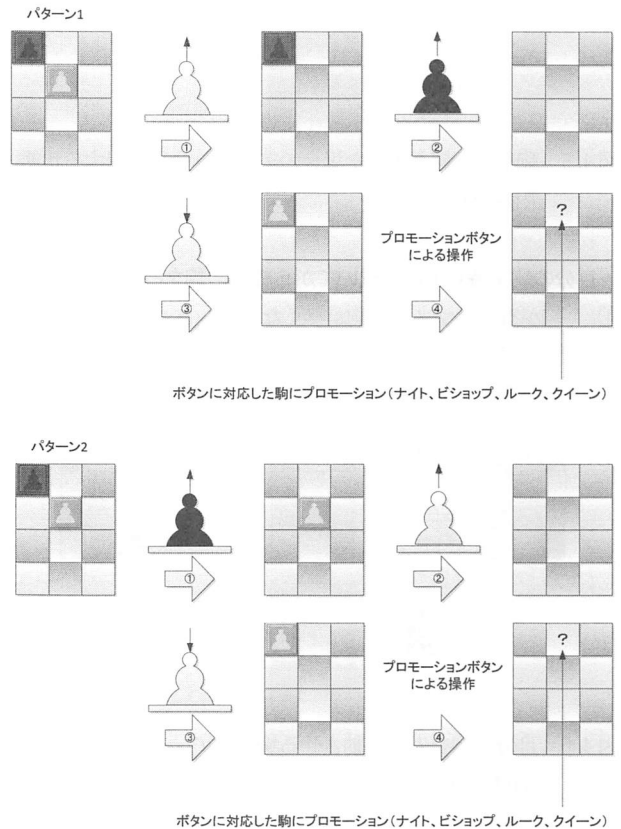 パターン1
①
②
③
プロモーションボタン
による操作
④
?
ボタンに対応した駒にプロモーション(ナイト、ビショップ、ルーク、クイーン)
パターン2
①
②
③
プロモーションボタン
による操作
④
?
ボタンに対応した駒にプロモーション(ナイト、ビショップ、ルーク、クイーン)